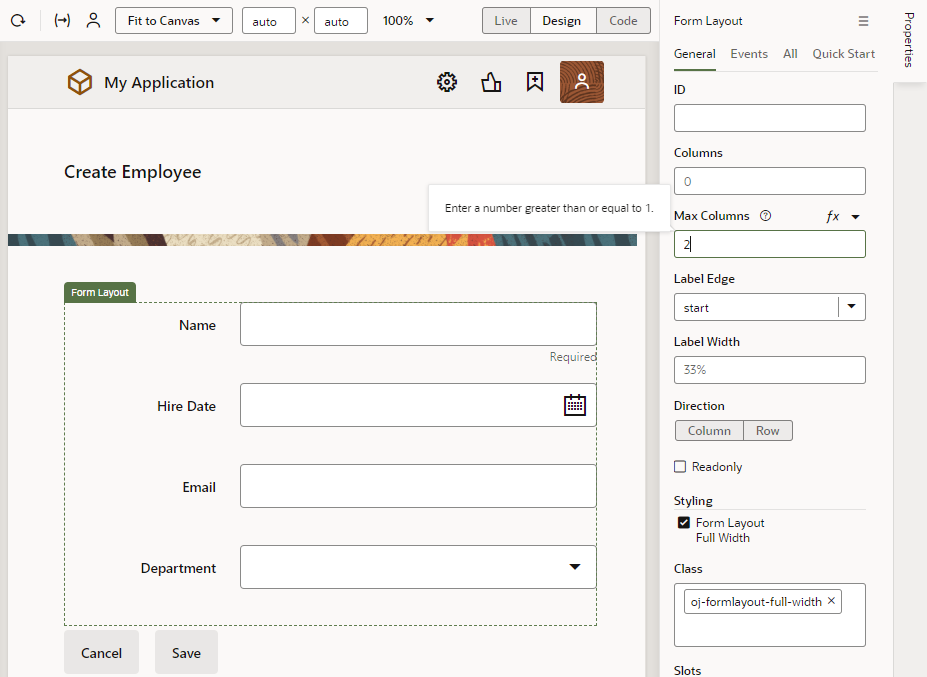 Fit to Canvas
auto × auto
100%
Live Design Code
My Application
Create Employee
Enter a number greater than or equal to 1.
Form Layout
Name
Required
Hire Date
Email
Department
Cancel Save
Form Layout
General Events All Quick Start
ID
Columns
0
Max Columns fx
2
Label Edge
start
Label Width
33%
Direction
Column Row
Readonly
Styling
Form Layout
Full Width
Class
oj-formlayout-full-width ×
Slots
Properties